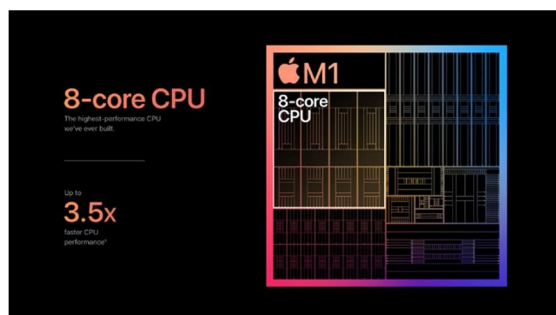 8-core CPU
The highest-performance CPU
we've ever built.
Up to
3.5x
faster CPU
performance¹
M1
8-core
CPU